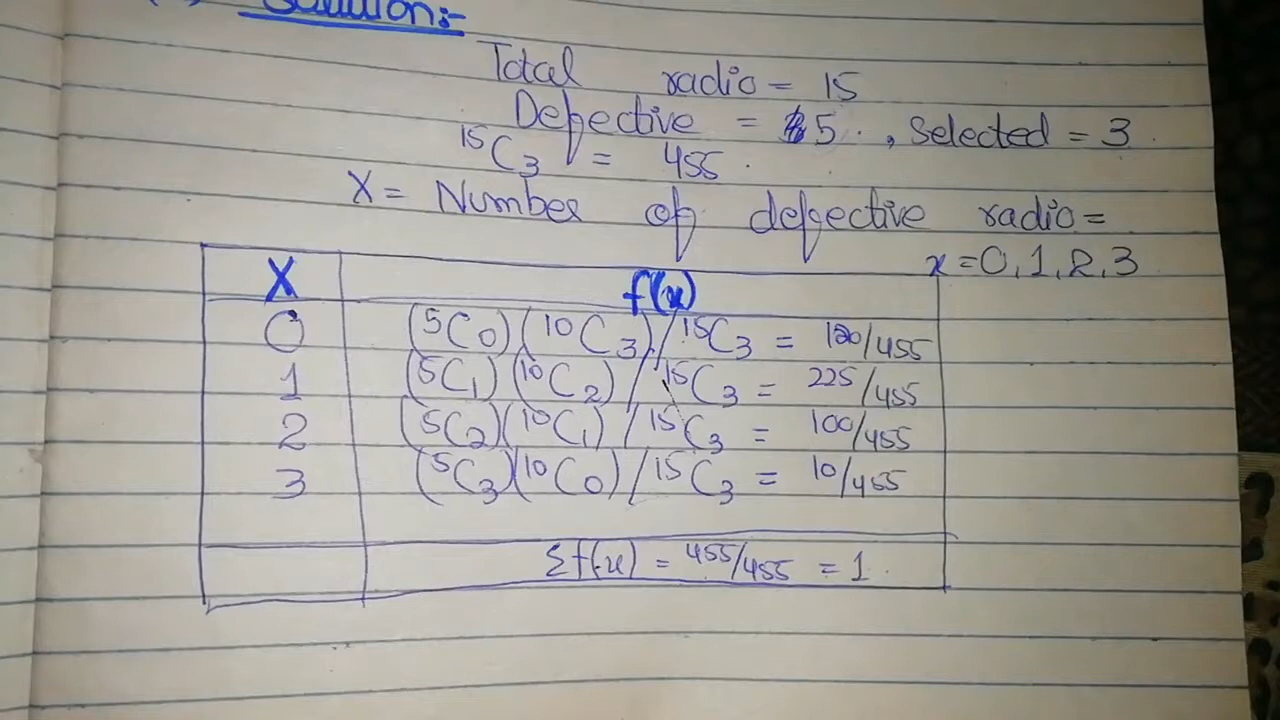 Solution:-
Total radio = 15
Defective = 5, Selected = 3.
¹⁵C₃ = 455.
X = Number of defective radio =
x = 0, 1, 2, 3
X f(x)
0 (⁵C₀)(¹⁰C₃)/¹⁵C₃ = 120/455
1 (⁵C₁)(¹⁰C₂)/¹⁵C₃ = 225/455
2 (⁵C₂)(¹⁰C₁)/¹⁵C₃ = 100/455
3 (⁵C₃)(¹⁰C₀)/¹⁵C₃ = 10/455
Σf(x) = 455/455 = 1.